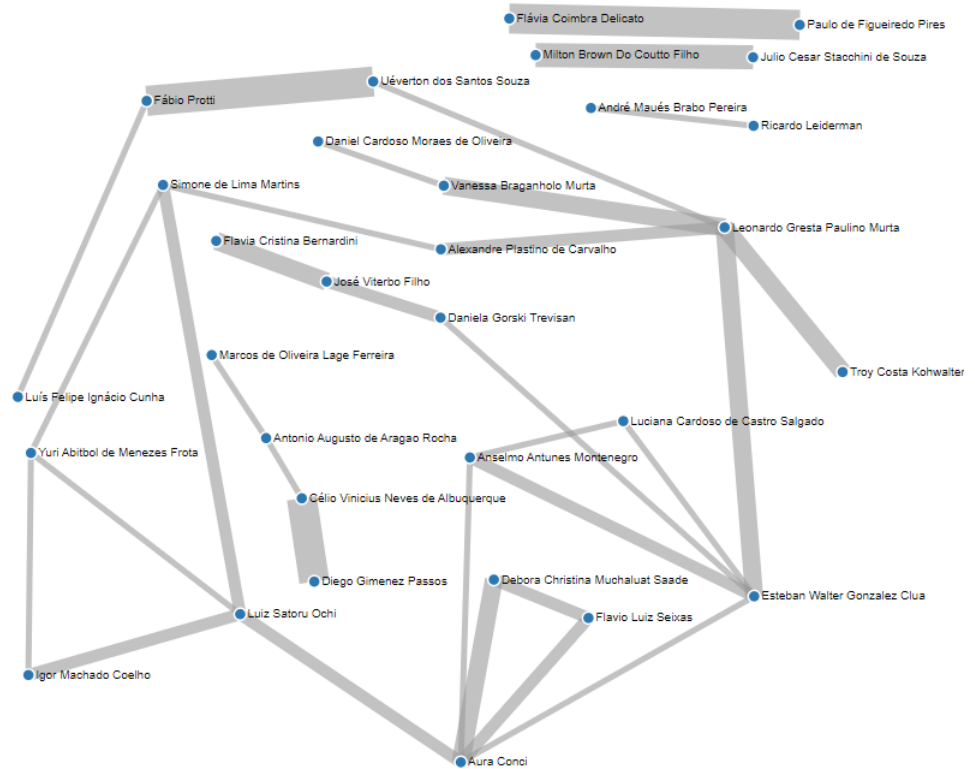 Flávia Coimbra Delicato
Paulo de Figueiredo Pires
Milton Brown Do Coutto Filho
Julio Cesar Stacchini de Souza
Uéverton dos Santos Souza
Fábio Protti
André Maués Brabo Pereira
Ricardo Leiderman
Daniel Cardoso Moraes de Oliveira
Simone de Lima Martins
Vanessa Braganholo Murta
Leonardo Gresta Paulino Murta
Flavia Cristina Bernardini
Alexandre Plastino de Carvalho
José Viterbo Filho
Daniela Gorski Trevisan
Marcos de Oliveira Lage Ferreira
Troy Costa Kohwalter
Luís Felipe Ignácio Cunha
Luciana Cardoso de Castro Salgado
Antonio Augusto de Aragao Rocha
Yuri Abitbol de Menezes Frota
Anselmo Antunes Montenegro
Célio Vinicius Neves de Albuquerque
Diego Gimenez Passos
Debora Christina Muchaluat Saade
Esteban Walter Gonzalez Clua
Luiz Satoru Ochi
Flavio Luiz Seixas
Igor Machado Coelho
Aura Conci